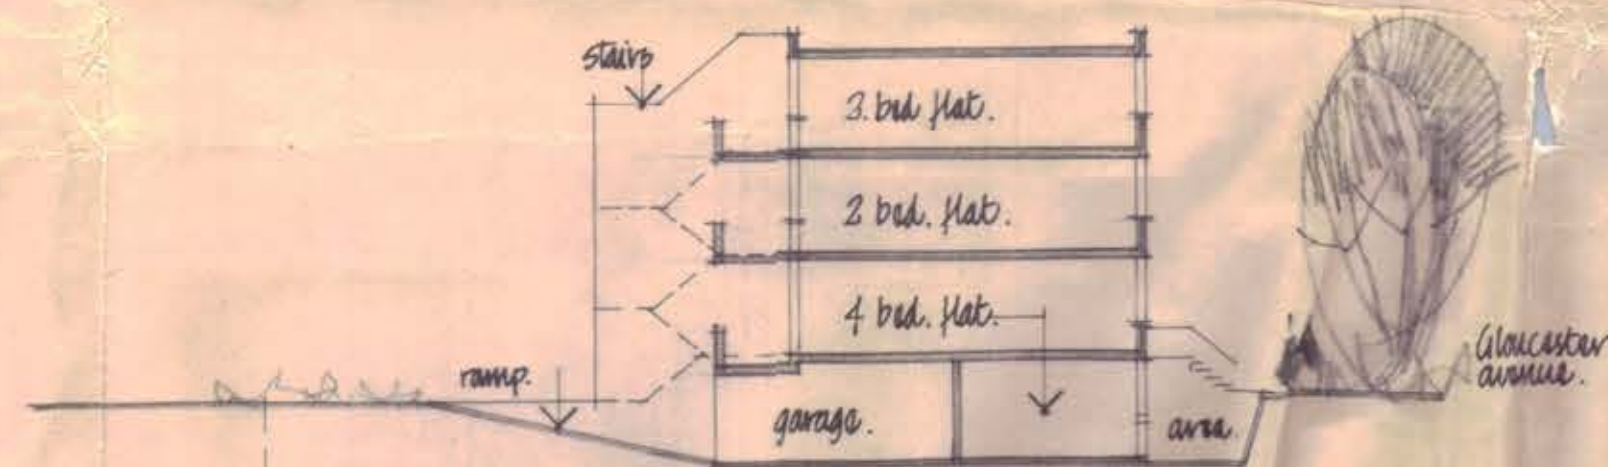 stairs
3. bed flat.
2 bed. flat.
4 bed. flat.
ramp.
Gloucester
avenue.
garage.
area.